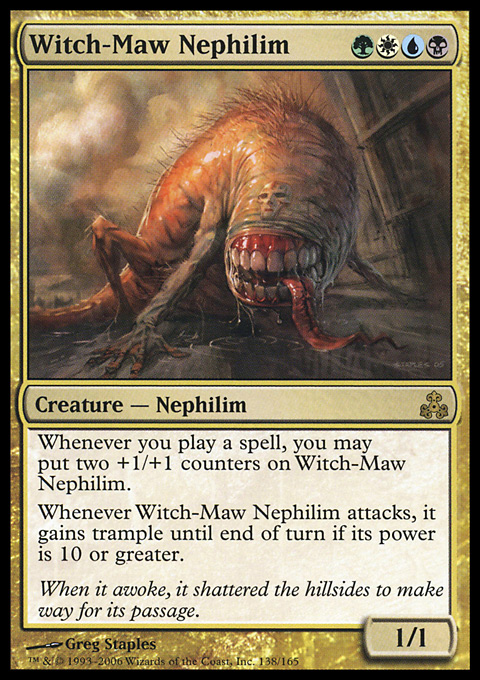 Witch-Maw Nephilim
STAPLES 05
Creature — Nephilim
Whenever you play a spell, you may
put two +1/+1 counters on Witch-Maw
Nephilim.
Whenever Witch-Maw Nephilim attacks, it
gains trample until end of turn if its power
is 10 or greater.
When it awoke, it shattered the hillsides to make
way for its passage.
Greg Staples
1/1
™ & © 1993–2006 Wizards of the Coast, Inc. 138/165